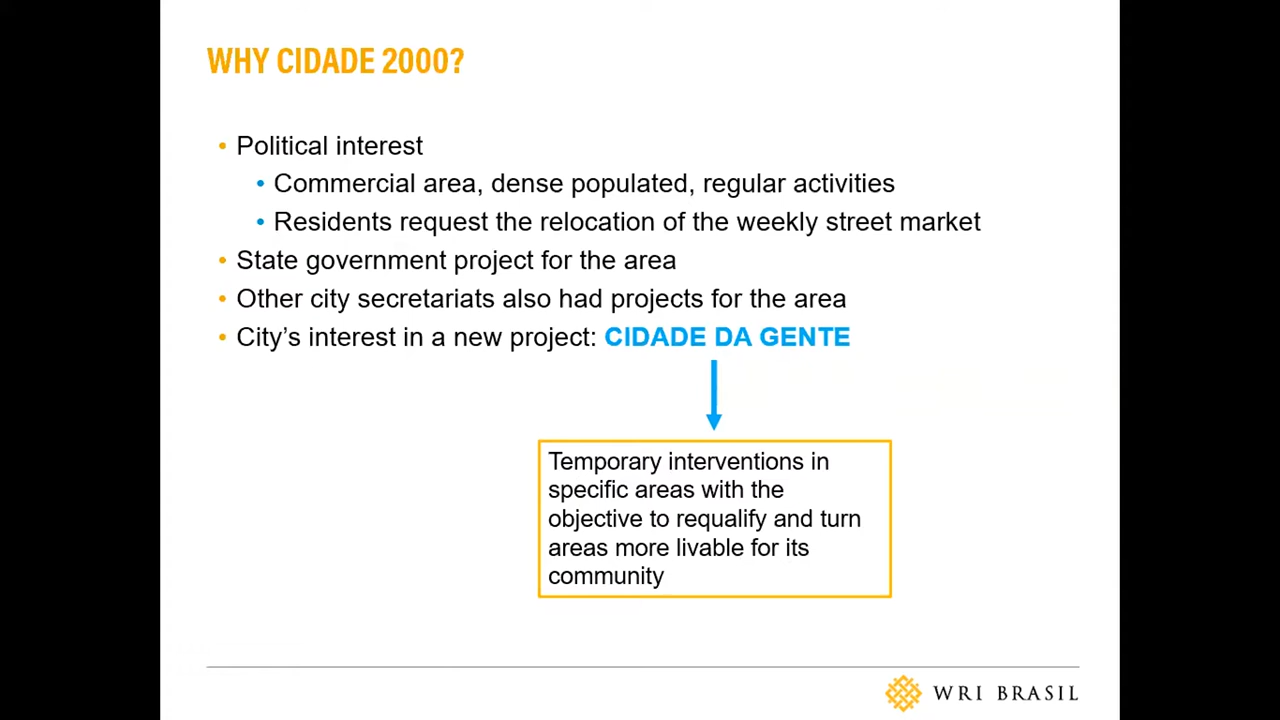 WHY CIDADE 2000?
• Political interest
• Commercial area, dense populated, regular activities
• Residents request the relocation of the weekly street market
• State government project for the area
• Other city secretariats also had projects for the area
• City’s interest in a new project: CIDADE DA GENTE
Temporary interventions in
specific areas with the
objective to requalify and turn
areas more livable for its
community
WRI BRASIL